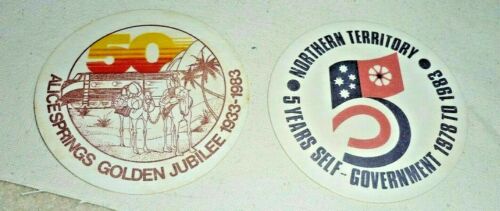 50
ALICE SPRINGS GOLDEN JUBILEE 1933-1983
NORTHERN TERRITORY
5
5 YEARS SELF-GOVERNMENT 1978 TO 1983